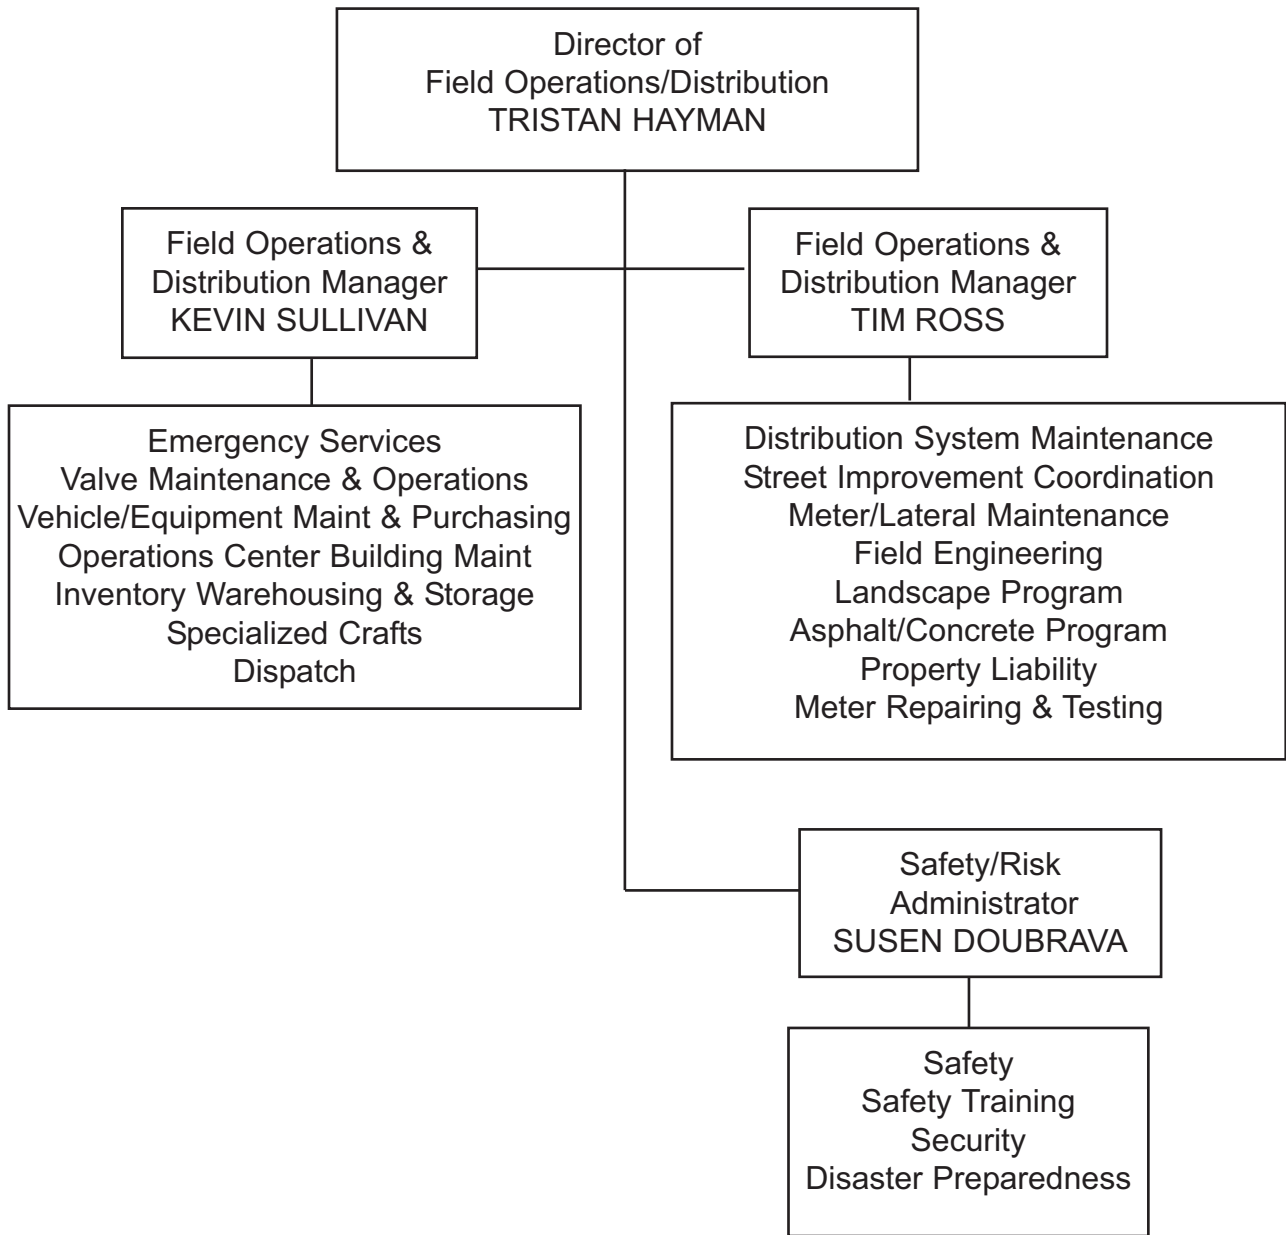 Director of
Field Operations/Distribution
TRISTAN HAYMAN
Field Operations &
Distribution Manager
KEVIN SULLIVAN
Field Operations &
Distribution Manager
TIM ROSS
Emergency Services
Valve Maintenance & Operations
Vehicle/Equipment Maint & Purchasing
Operations Center Building Maint
Inventory Warehousing & Storage
Specialized Crafts
Dispatch
Distribution System Maintenance
Street Improvement Coordination
Meter/Lateral Maintenance
Field Engineering
Landscape Program
Asphalt/Concrete Program
Property Liability
Meter Repairing & Testing
Safety/Risk
Administrator
SUSEN DOUBRAVA
Safety
Safety Training
Security
Disaster Preparedness